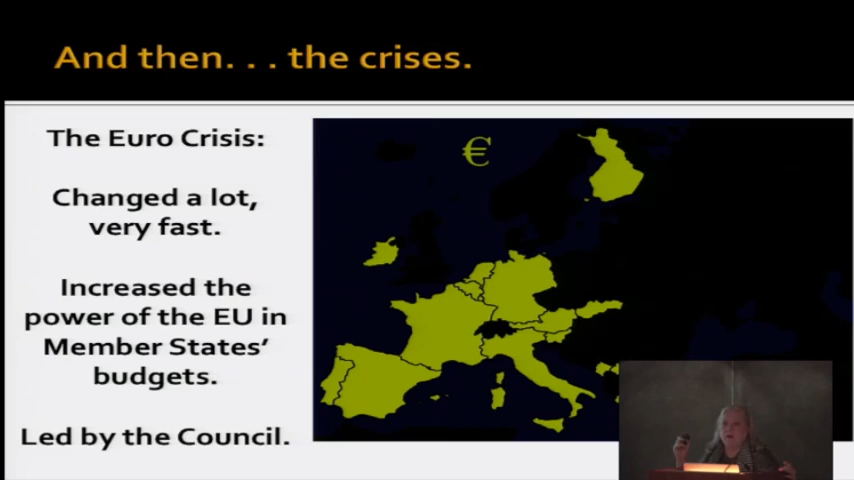 And then. . . the crises.
The Euro Crisis:
Changed a lot,
very fast.
Increased the
power of the EU in
Member States’
budgets.
Led by the Council.
€